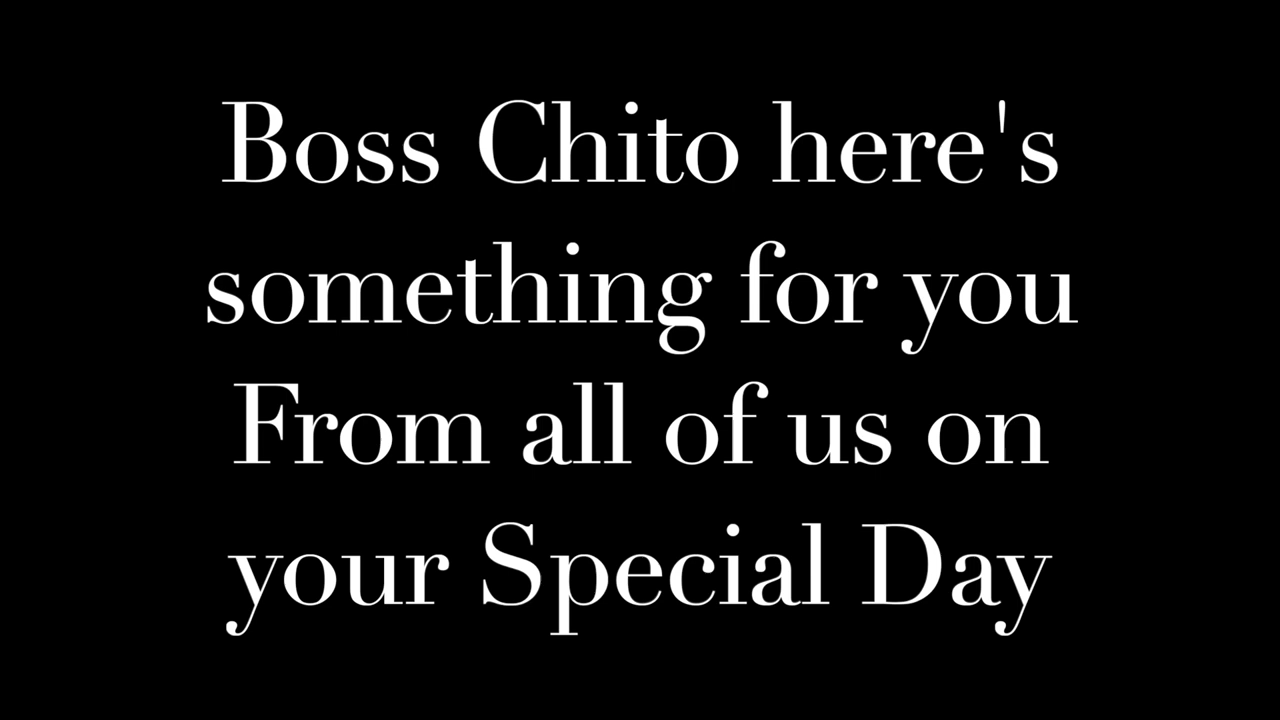 Boss Chito here's
something for you
From all of us on
your Special Day